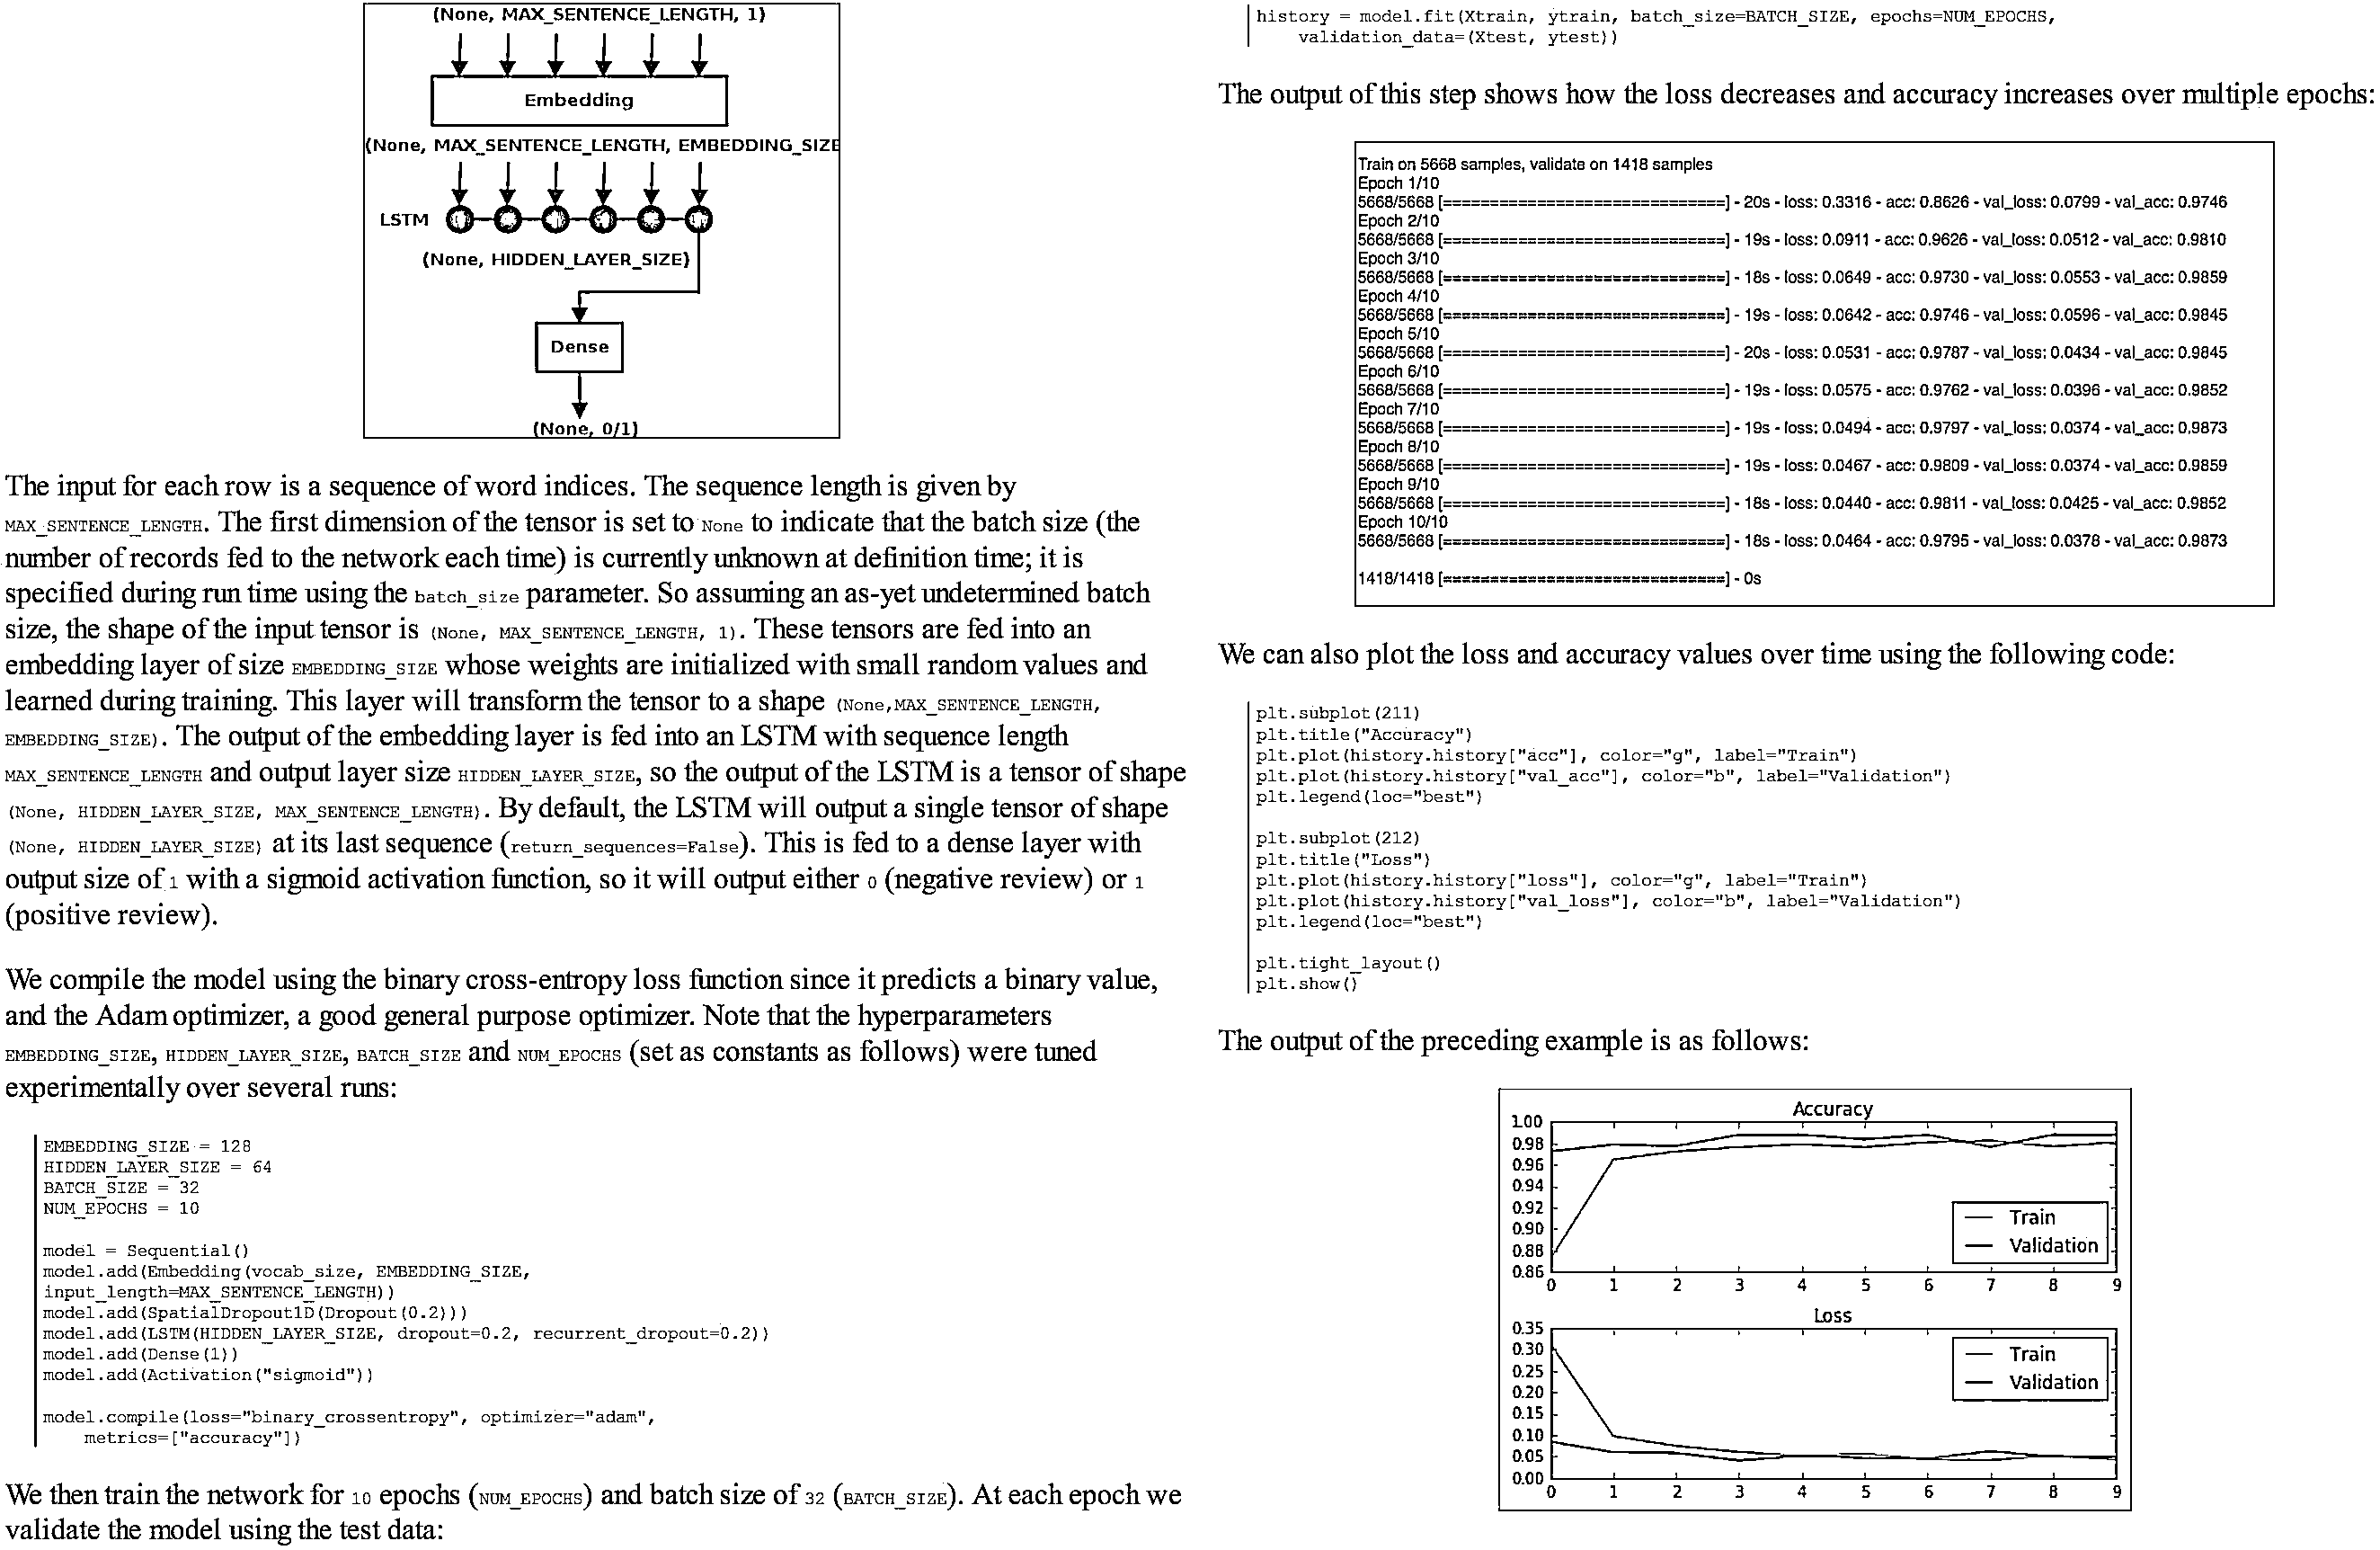 (None, MAX_SENTENCE_LENGTH, 1)
Embedding
(None, MAX_SENTENCE_LENGTH, EMBEDDING_SIZE
LSTM
(None, HIDDEN_LAYER_SIZE)
Dense
(None, 0/1)
The input for each row is a sequence of word indices. The sequence length is given by
MAX_SENTENCE_LENGTH. The first dimension of the tensor is set to None to indicate that the batch size (the
number of records fed to the network each time) is currently unknown at definition time; it is
specified during run time using the batch_size parameter. So assuming an as-yet undetermined batch
size, the shape of the input tensor is (None, MAX_SENTENCE_LENGTH, 1). These tensors are fed into an
embedding layer of size EMBEDDING_SIZE whose weights are initialized with small random values and
learned during training. This layer will transform the tensor to a shape (None,MAX_SENTENCE_LENGTH,
EMBEDDING_SIZE). The output of the embedding layer is fed into an LSTM with sequence length
MAX_SENTENCE_LENGTH and output layer size HIDDEN_LAYER_SIZE, so the output of the LSTM is a tensor of shape
(None, HIDDEN_LAYER_SIZE, MAX_SENTENCE_LENGTH). By default, the LSTM will output a single tensor of shape
(None, HIDDEN_LAYER_SIZE) at its last sequence (return_sequences=False). This is fed to a dense layer with
output size of 1 with a sigmoid activation function, so it will output either 0 (negative review) or 1
(positive review).
We compile the model using the binary cross-entropy loss function since it predicts a binary value,
and the Adam optimizer, a good general purpose optimizer. Note that the hyperparameters
EMBEDDING_SIZE, HIDDEN_LAYER_SIZE, BATCH_SIZE and NUM_EPOCHS (set as constants as follows) were tuned
experimentally over several runs:
EMBEDDING_SIZE = 128
HIDDEN_LAYER_SIZE = 64
BATCH_SIZE = 32
NUM_EPOCHS = 10
model = Sequential()
model.add(Embedding(vocab_size, EMBEDDING_SIZE,
input_length=MAX_SENTENCE_LENGTH))
model.add(SpatialDropout1D(Dropout(0.2)))
model.add(LSTM(HIDDEN_LAYER_SIZE, dropout=0.2, recurrent_dropout=0.2))
model.add(Dense(1))
model.add(Activation("sigmoid"))
model.compile(loss="binary_crossentropy", optimizer="adam",
metrics=["accuracy"])
We then train the network for 10 epochs (NUM_EPOCHS) and batch size of 32 (BATCH_SIZE). At each epoch we
validate the model using the test data:
history = model.fit(Xtrain, ytrain, batch_size=BATCH_SIZE, epochs=NUM_EPOCHS,
validation_data=(Xtest, ytest))
The output of this step shows how the loss decreases and accuracy increases over multiple epochs:
Train on 5668 samples, validate on 1418 samples
Epoch 1/10
5668/5668 [==============================] - 20s - loss: 0.3316 - acc: 0.8626 - val_loss: 0.0799 - val_acc: 0.9746
Epoch 2/10
5668/5668 [==============================] - 19s - loss: 0.0911 - acc: 0.9626 - val_loss: 0.0512 - val_acc: 0.9810
Epoch 3/10
5668/5668 [==============================] - 18s - loss: 0.0649 - acc: 0.9730 - val_loss: 0.0553 - val_acc: 0.9859
Epoch 4/10
5668/5668 [==============================] - 19s - loss: 0.0642 - acc: 0.9746 - val_loss: 0.0596 - val_acc: 0.9845
Epoch 5/10
5668/5668 [==============================] - 20s - loss: 0.0531 - acc: 0.9787 - val_loss: 0.0434 - val_acc: 0.9845
Epoch 6/10
5668/5668 [==============================] - 19s - loss: 0.0575 - acc: 0.9762 - val_loss: 0.0396 - val_acc: 0.9852
Epoch 7/10
5668/5668 [==============================] - 19s - loss: 0.0494 - acc: 0.9797 - val_loss: 0.0374 - val_acc: 0.9873
Epoch 8/10
5668/5668 [==============================] - 19s - loss: 0.0467 - acc: 0.9809 - val_loss: 0.0374 - val_acc: 0.9859
Epoch 9/10
5668/5668 [==============================] - 18s - loss: 0.0440 - acc: 0.9811 - val_loss: 0.0425 - val_acc: 0.9852
Epoch 10/10
5668/5668 [==============================] - 18s - loss: 0.0464 - acc: 0.9795 - val_loss: 0.0378 - val_acc: 0.9873
1418/1418 [==============================] - 0s
We can also plot the loss and accuracy values over time using the following code:
plt.subplot(211)
plt.title("Accuracy")
plt.plot(history.history["acc"], color="g", label="Train")
plt.plot(history.history["val_acc"], color="b", label="Validation")
plt.legend(loc="best")
plt.subplot(212)
plt.title("Loss")
plt.plot(history.history["loss"], color="g", label="Train")
plt.plot(history.history["val_loss"], color="b", label="Validation")
plt.legend(loc="best")
plt.tight_layout()
plt.show()
The output of the preceding example is as follows:
Accuracy
1.00
0.98
0.96
0.94
0.92
0.90
0.88
0.86
Train
Validation
0 1 2 3 4 5 6 7 8 9
Loss
0.35
0.30
0.25
0.20
0.15
0.10
0.05
0.00
Train
Validation
0 1 2 3 4 5 6 7 8 9